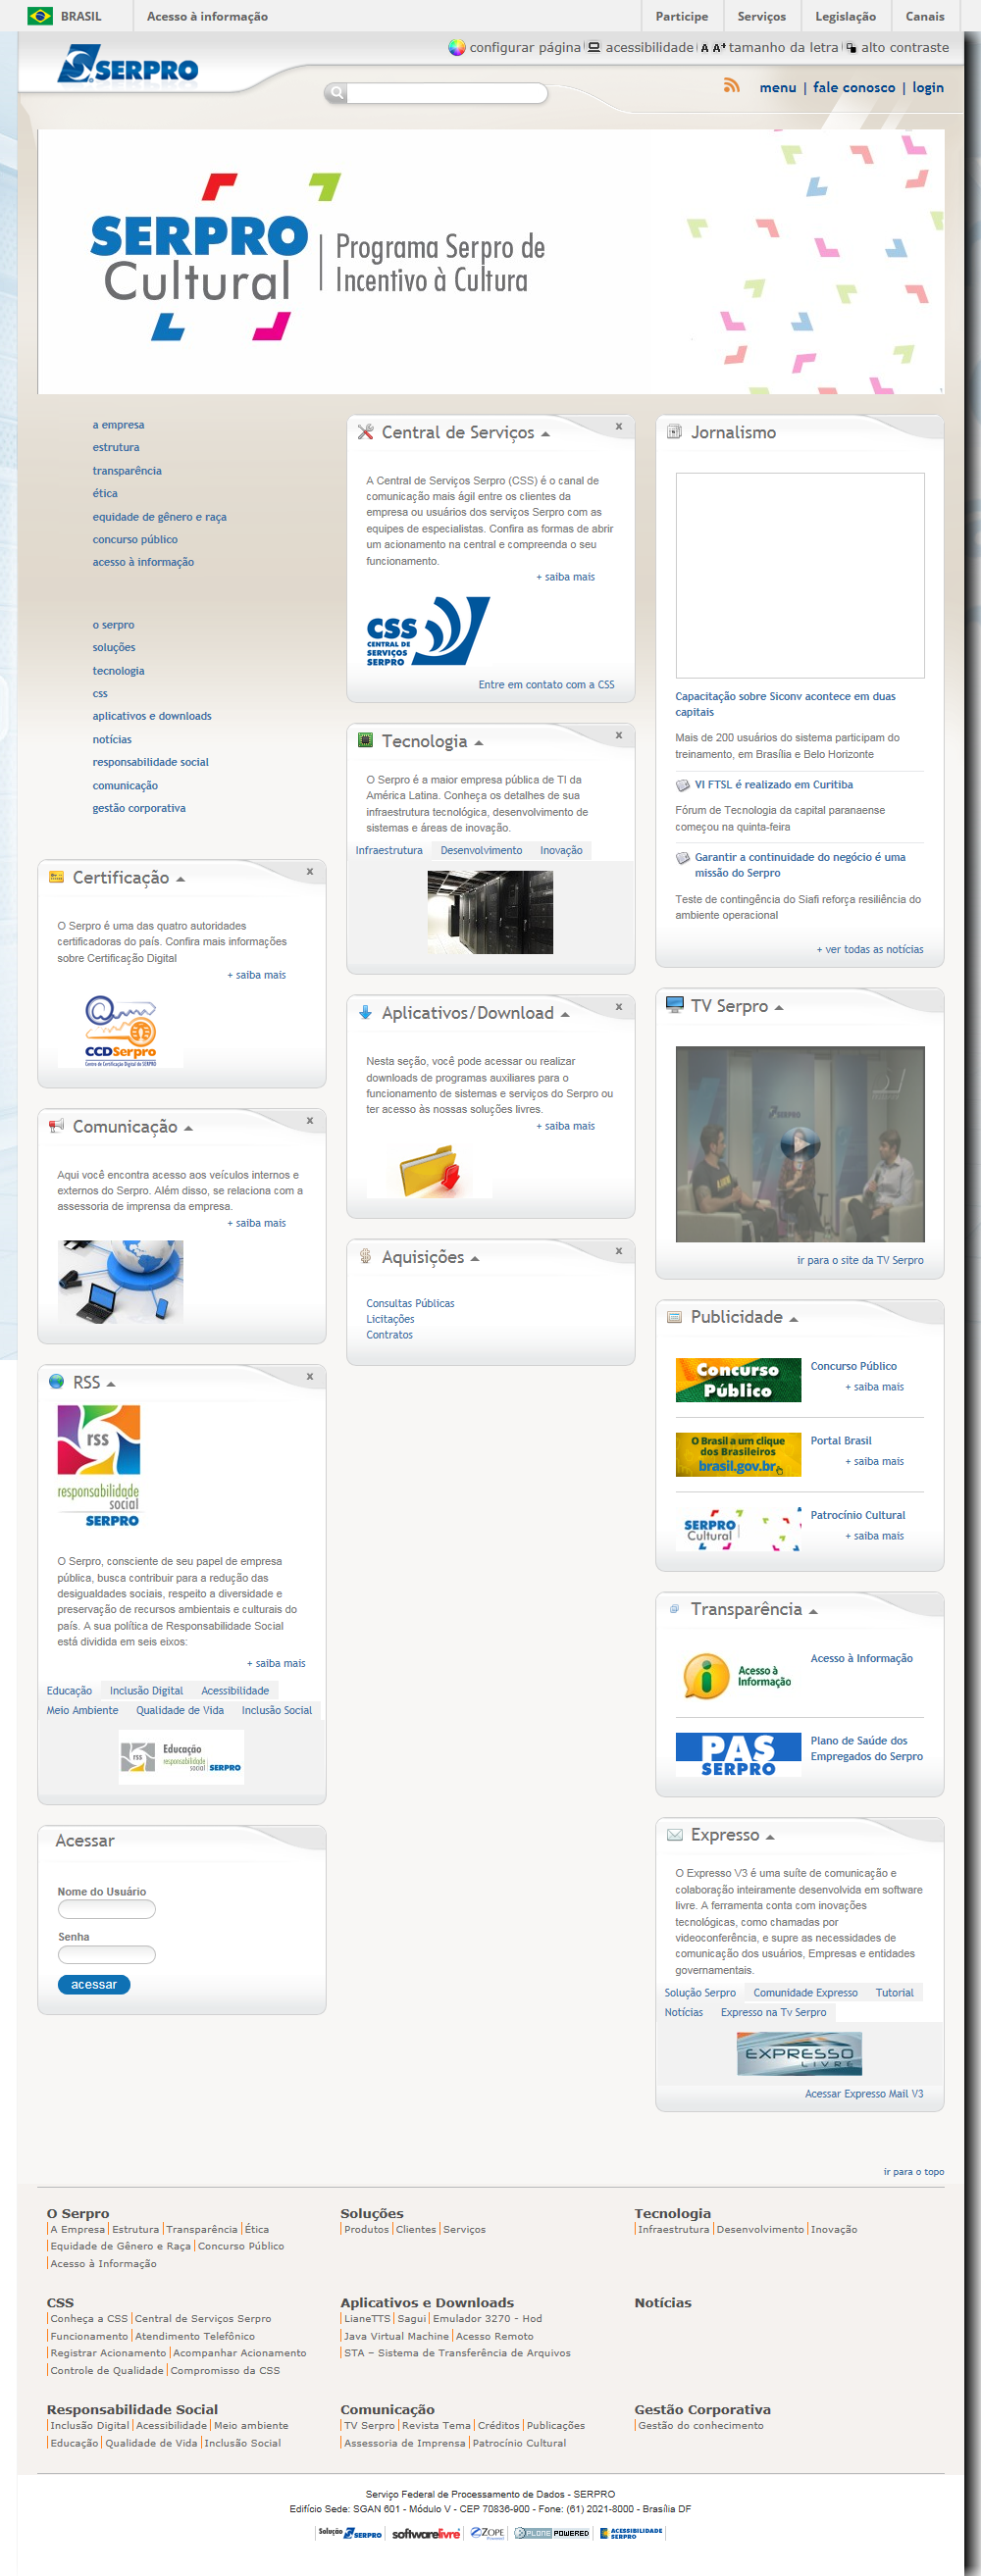 BRASIL
Acesso à informação
Participe
Serviços
Legislação
Canais
SERPRO
configurar página
acessibilidade
A A+ tamanho da letra
alto contraste
menu | fale conosco | login
SERPRO
Cultural
Programa Serpro de
Incentivo à Cultura
a empresa
estrutura
transparência
ética
equidade de gênero e raça
concurso público
acesso à informação
o serpro
soluções
tecnologia
css
aplicativos e downloads
notícias
responsabilidade social
comunicação
gestão corporativa
Certificação
x
O Serpro é uma das quatro autoridades
certificadoras do país. Confira mais informações
sobre Certificação Digital
+ saiba mais
CCDSerpro
Centro de Certificação Digital do SERPRO
Comunicação
x
Aqui você encontra acesso aos veículos internos e
externos do Serpro. Além disso, se relaciona com a
assessoria de imprensa da empresa.
+ saiba mais
RSS
x
rss
responsabilidade
social
SERPRO
O Serpro, consciente de seu papel de empresa
pública, busca contribuir para a redução das
desigualdades sociais, respeito a diversidade e
preservação de recursos ambientais e culturais do
país. A sua política de Responsabilidade Social
está dividida em seis eixos:
+ saiba mais
Educação Inclusão Digital Acessibilidade
Meio Ambiente Qualidade de Vida Inclusão Social
rss
Educação
responsabilidade
social
SERPRO
Acessar
Nome do Usuário
Senha
acessar
Central de Serviços
x
A Central de Serviços Serpro (CSS) é o canal de
comunicação mais ágil entre os clientes da
empresa ou usuários dos serviços Serpro com as
equipes de especialistas. Confira as formas de abrir
um acionamento na central e compreenda o seu
funcionamento.
+ saiba mais
CSS
CENTRAL DE
SERVIÇOS
SERPRO
Entre em contato com a CSS
Tecnologia
x
O Serpro é a maior empresa pública de TI da
América Latina. Conheça os detalhes de sua
infraestrutura tecnológica, desenvolvimento de
sistemas e áreas de inovação.
Infraestrutura Desenvolvimento Inovação
Aplicativos/Download
x
Nesta seção, você pode acessar ou realizar
downloads de programas auxiliares para o
funcionamento de sistemas e serviços do Serpro ou
ter acesso às nossas soluções livres.
+ saiba mais
Aquisições
x
Consultas Públicas
Licitações
Contratos
Jornalismo
Capacitação sobre Siconv acontece em duas
capitais
Mais de 200 usuários do sistema participam do
treinamento, em Brasília e Belo Horizonte
VI FTSL é realizado em Curitiba
Fórum de Tecnologia da capital paranaense
começou na quinta-feira
Garantir a continuidade do negócio é uma
missão do Serpro
Teste de contingência do Siafi reforça resiliência do
ambiente operacional
+ ver todas as notícias
TV Serpro
SERPRO
ir para o site da TV Serpro
Publicidade
Concurso
Público
Concurso Público
+ saiba mais
O Brasil a um clique
dos Brasileiros
brasil.gov.br
Portal Brasil
+ saiba mais
SERPRO
Cultural
Patrocínio Cultural
+ saiba mais
Transparência
Acesso à
Informação
Acesso à Informação
PAS
SERPRO
Plano de Saúde dos
Empregados do Serpro
Expresso
O Expresso V3 é uma suíte de comunicação e
colaboração inteiramente desenvolvida em software
livre. A ferramenta conta com inovações
tecnológicas, como chamadas por
videoconferência, e supre as necessidades de
comunicação dos usuários, Empresas e entidades
governamentais.
Solução Serpro Comunidade Expresso Tutorial
Notícias Expresso na Tv Serpro
EXPRESSO
LIVRE
Acessar Expresso Mail V3
ir para o topo
O Serpro
A Empresa Estrutura Transparência Ética
Equidade de Gênero e Raça Concurso Público
Acesso à Informação
Soluções
Produtos Clientes Serviços
Tecnologia
Infraestrutura Desenvolvimento Inovação
CSS
Conheça a CSS Central de Serviços Serpro
Funcionamento Atendimento Telefônico
Registrar Acionamento Acompanhar Acionamento
Controle de Qualidade Compromisso da CSS
Aplicativos e Downloads
LianeTTS Sagui Emulador 3270 - Hod
Java Virtual Machine Acesso Remoto
STA – Sistema de Transferência de Arquivos
Notícias
Responsabilidade Social
Inclusão Digital Acessibilidade Meio ambiente
Educação Qualidade de Vida Inclusão Social
Comunicação
TV Serpro Revista Tema Créditos Publicações
Assessoria de Imprensa Patrocínio Cultural
Gestão Corporativa
Gestão do conhecimento
Serviço Federal de Processamento de Dados - SERPRO
Edifício Sede: SGAN 601 - Módulo V - CEP 70836-900 - Fone: (61) 2021-8000 - Brasília DF
Solução SERPRO
softwarelivre
ZOPE
PLONE POWERED
ACESSIBILIDADE
SERPRO